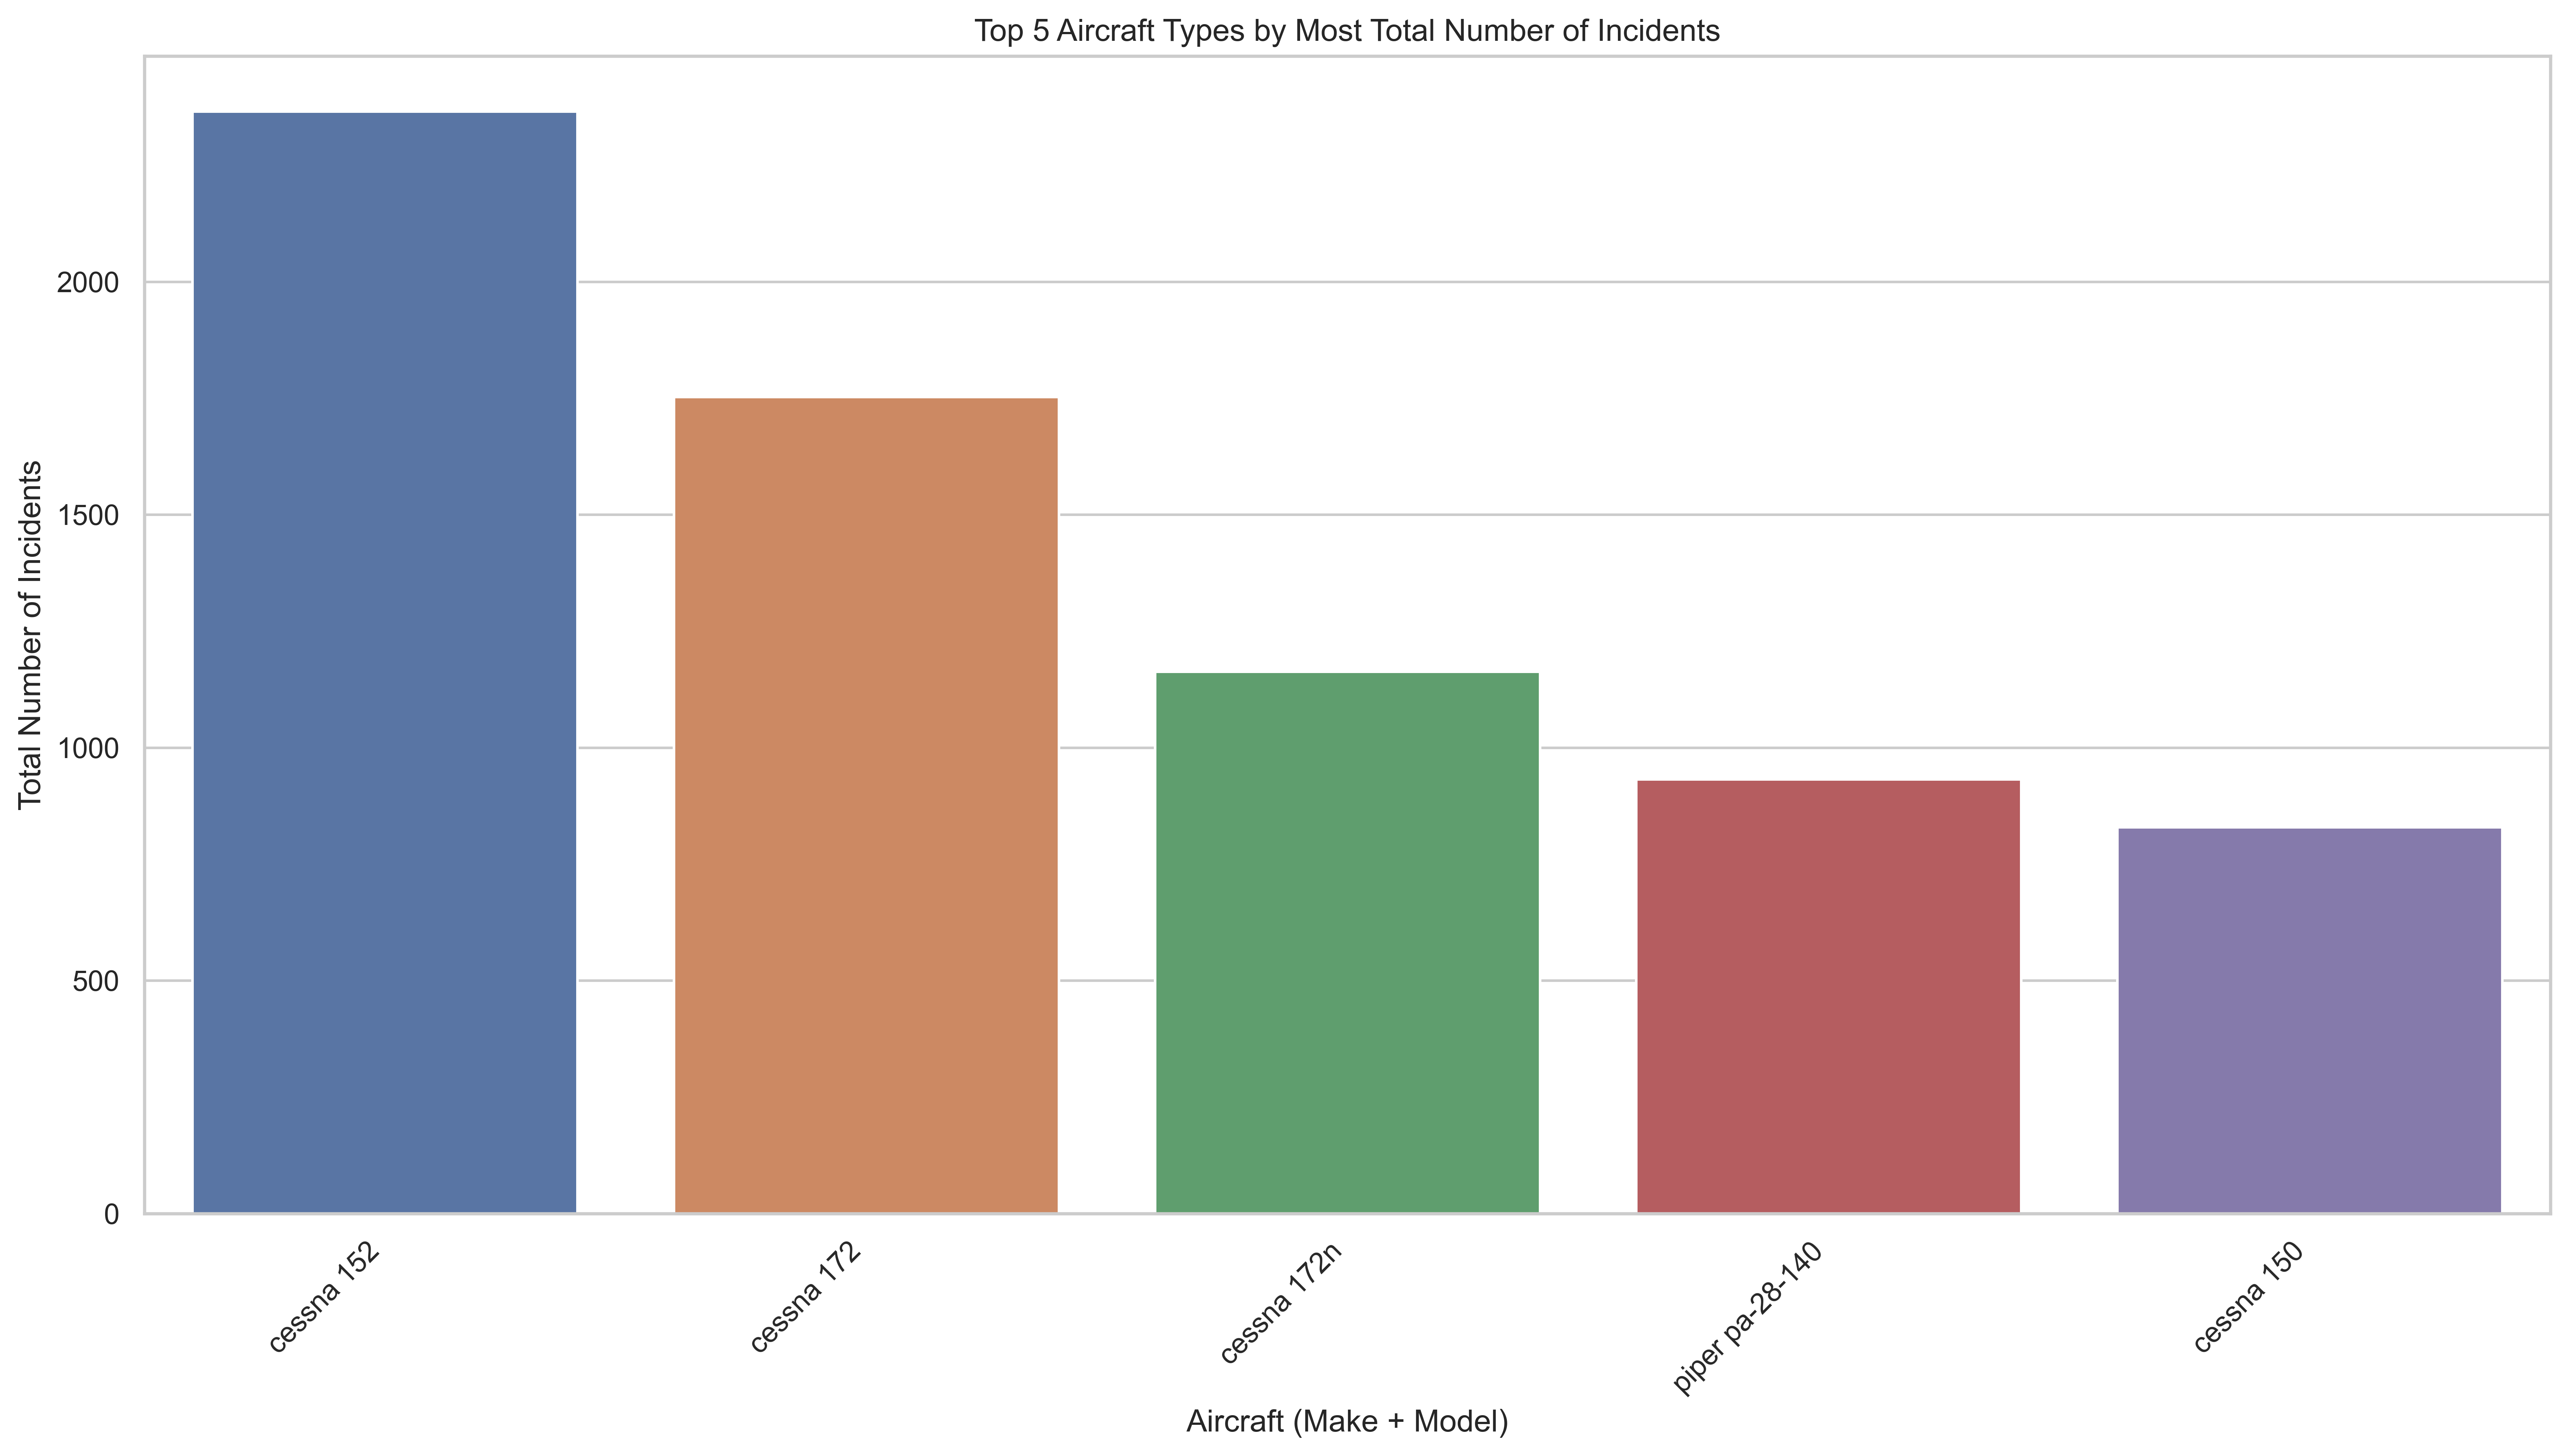 Top 5 Aircraft Types by Most Total Number of Incidents
Total Number of Incidents
2000
1500
1000
500
0
cessna 152
cessna 172
cessna 172n
piper pa-28-140
cessna 150
Aircraft (Make + Model)